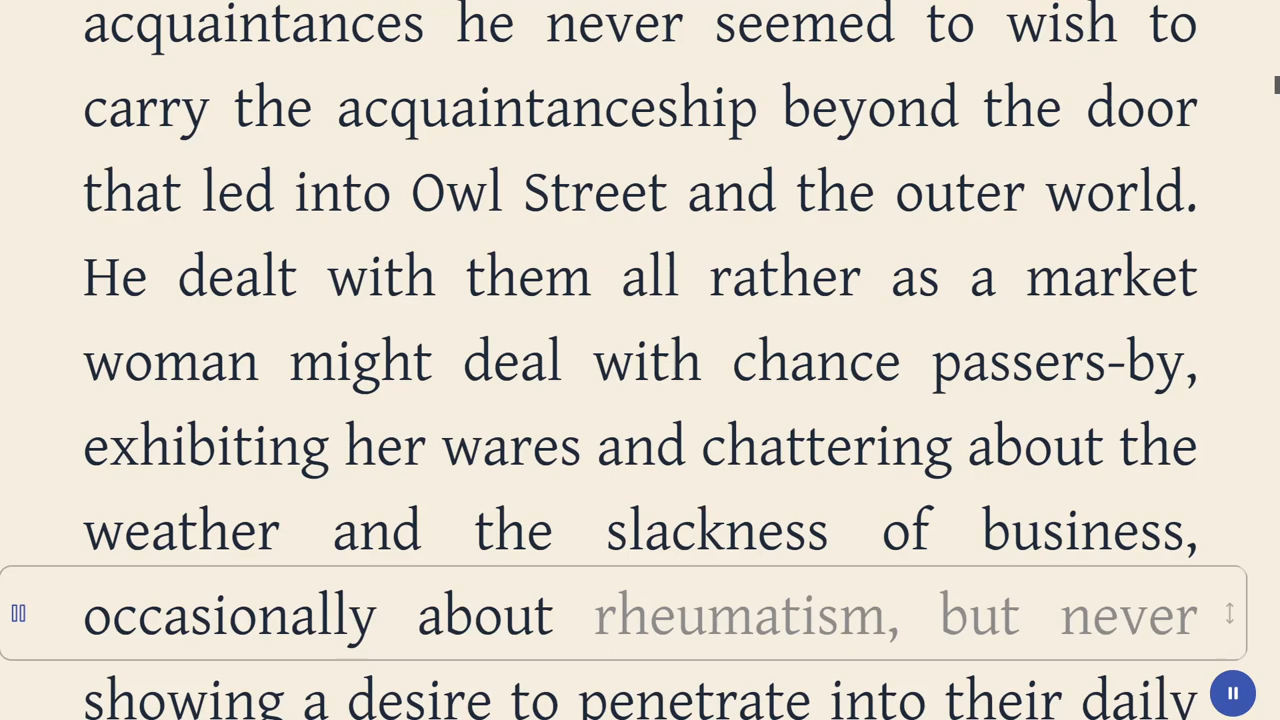 acquaintances he never seemed to wish to
carry the acquaintanceship beyond the door
that led into Owl Street and the outer world.
He dealt with them all rather as a market
woman might deal with chance passers-by,
exhibiting her wares and chattering about the
weather and the slackness of business,
occasionally about rheumatism, but never
showing a desire to penetrate into their daily